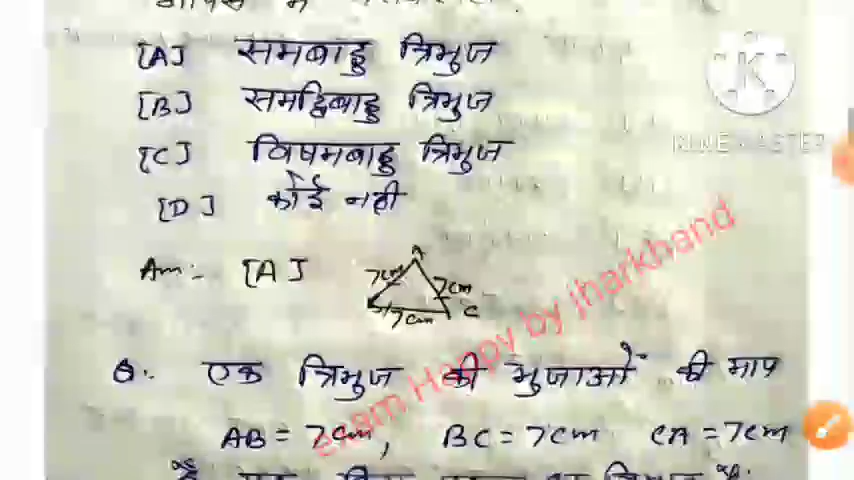 [A] समबाहु त्रिभुज
[B] समद्विबाहु त्रिभुज
[C] विषमबाहु त्रिभुज
[D] कोई नही
KINEMASTER
Ans:- [A]
A
7cm
7cm
B
7cm
C
Exam Happy by jharkhand
Q. एक त्रिभुज की भुजाओं की माप
AB = 7cm, BC = 7cm CA = 7cm